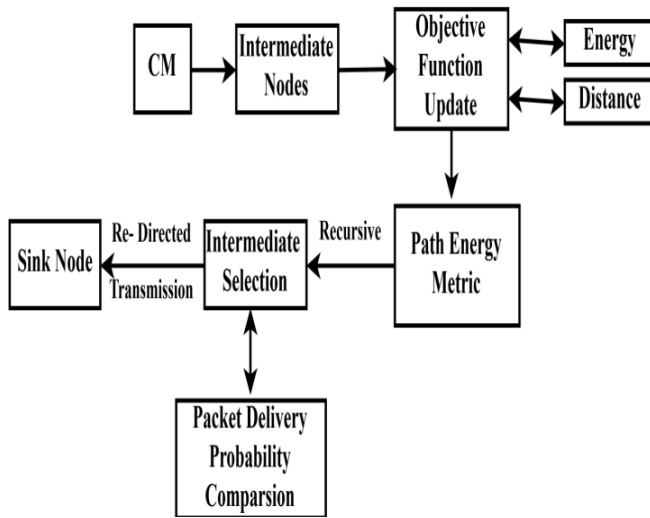 CM
Intermediate
Nodes
Objective
Function
Update
Energy
Distance
Path Energy
Metric
Recursive
Intermediate
Selection
Re- Directed
Transmission
Sink Node
Packet Delivery
Probability
Comparsion